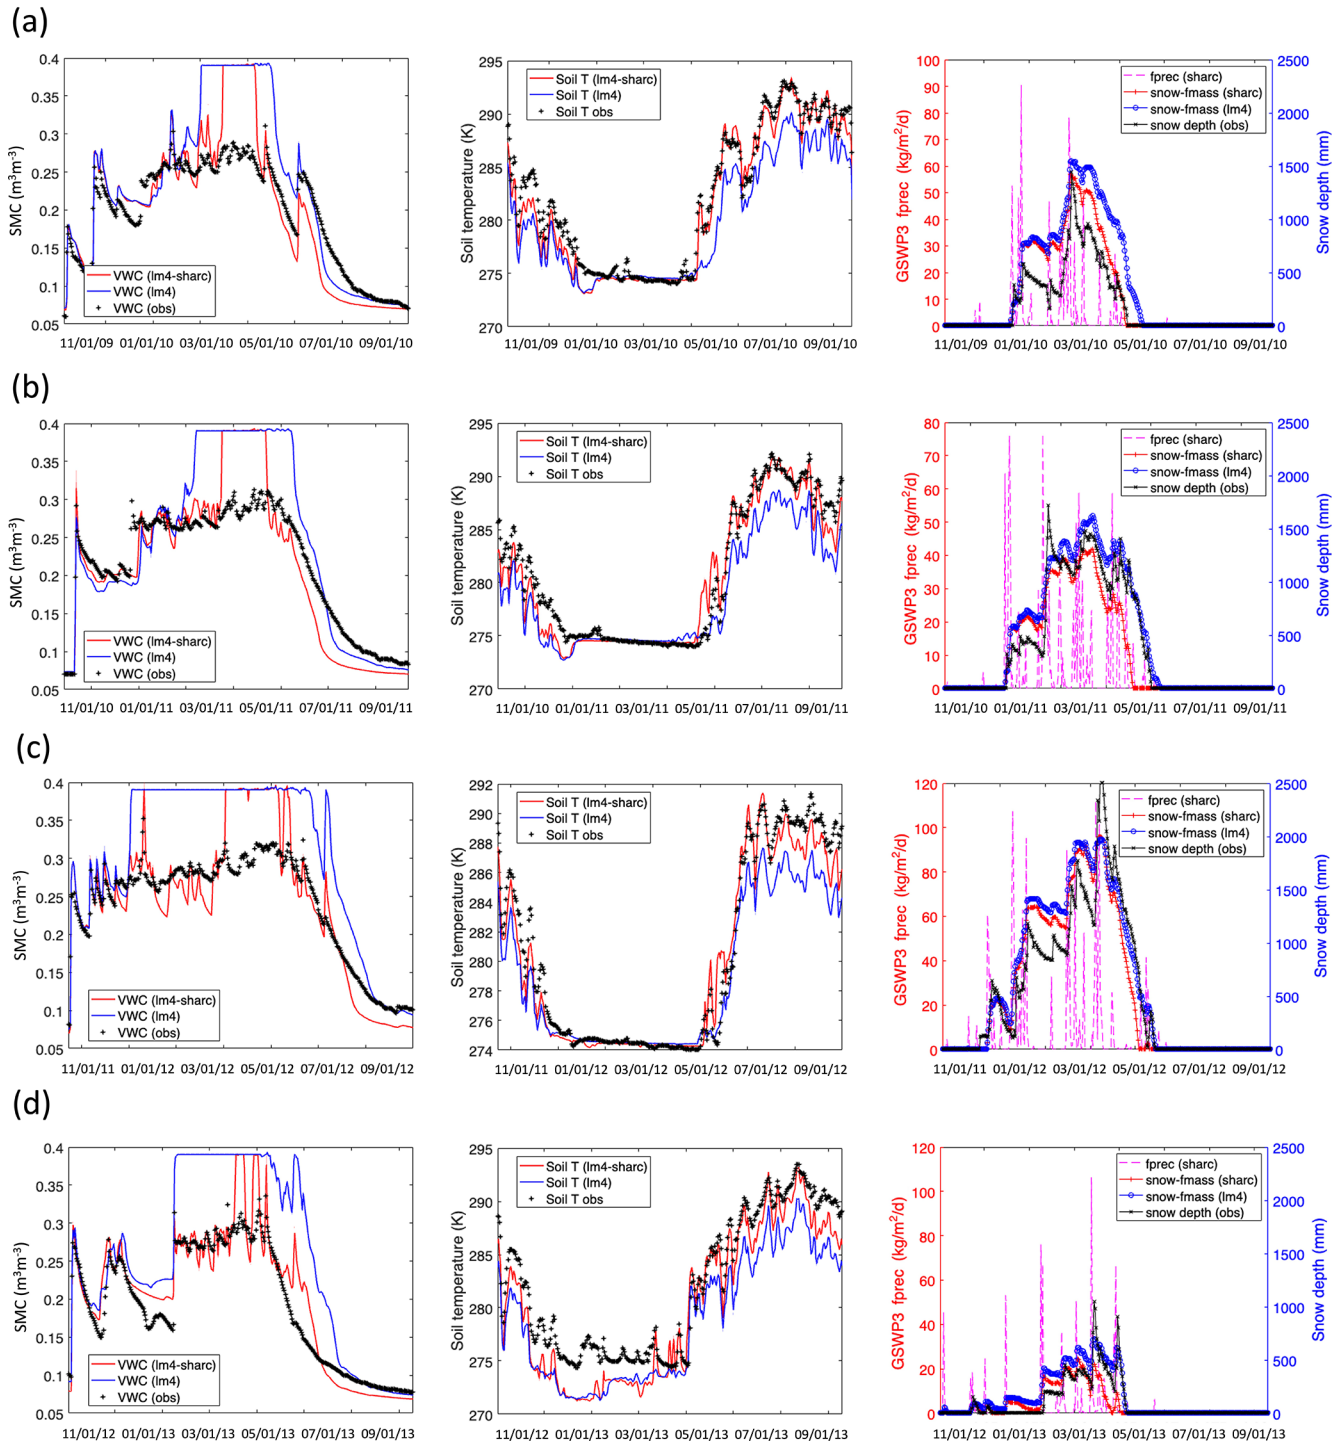 (a)
SMC (m³m⁻³)
0.4
0.35
0.3
0.25
0.2
0.15
0.1
0.05
VWC (lm4-sharc)
VWC (lm4)
VWC (obs)
11/01/09 01/01/10 03/01/10 05/01/10 07/01/10 09/01/10
Soil temperature (K)
295
290
285
280
275
270
Soil T (lm4-sharc)
Soil T (lm4)
Soil T obs
11/01/09 01/01/10 03/01/10 05/01/10 07/01/10 09/01/10
GSWP3 fprec (kg/m²/d)
100
90
80
70
60
50
40
30
20
10
0
fprec (sharc)
snow-fmass (sharc)
snow-fmass (lm4)
snow depth (obs)
2500
2000
1500
1000
500
0
Snow depth (mm)
11/01/09 01/01/10 03/01/10 05/01/10 07/01/10 09/01/10
(b)
SMC (m³m⁻³)
0.4
0.35
0.3
0.25
0.2
0.15
0.1
0.05
VWC (lm4-sharc)
VWC (lm4)
VWC (obs)
11/01/10 01/01/11 03/01/11 05/01/11 07/01/11 09/01/11
Soil temperature (K)
295
290
285
280
275
270
Soil T (lm4-sharc)
Soil T (lm4)
Soil T obs
11/01/10 01/01/11 03/01/11 05/01/11 07/01/11 09/01/11
GSWP3 fprec (kg/m²/d)
80
70
60
50
40
30
20
10
0
fprec (sharc)
snow-fmass (sharc)
snow-fmass (lm4)
snow depth (obs)
2500
2000
1500
1000
500
0
Snow depth (mm)
11/01/10 01/01/11 03/01/11 05/01/11 07/01/11 09/01/11
(c)
SMC (m³m⁻³)
0.4
0.35
0.3
0.25
0.2
0.15
0.1
0.05
VWC (lm4-sharc)
VWC (lm4)
VWC (obs)
11/01/11 01/01/12 03/01/12 05/01/12 07/01/12 09/01/12
Soil temperature (K)
292
290
288
286
284
282
280
278
276
274
Soil T (lm4-sharc)
Soil T (lm4)
Soil T obs
11/01/11 01/01/12 03/01/12 05/01/12 07/01/12 09/01/12
GSWP3 fprec (kg/m²/d)
120
100
80
60
40
20
0
fprec (sharc)
snow-fmass (sharc)
snow-fmass (lm4)
snow depth (obs)
2500
2000
1500
1000
500
0
Snow depth (mm)
11/01/11 01/01/12 03/01/12 05/01/12 07/01/12 09/01/12
(d)
SMC (m³m⁻³)
0.4
0.35
0.3
0.25
0.2
0.15
0.1
0.05
VWC (lm4-sharc)
VWC (lm4)
VWC (obs)
11/01/12 01/01/13 03/01/13 05/01/13 07/01/13 09/01/13
Soil temperature (K)
295
290
285
280
275
270
Soil T (lm4-sharc)
Soil T (lm4)
Soil T obs
11/01/12 01/01/13 03/01/13 05/01/13 07/01/13 09/01/13
GSWP3 fprec (kg/m²/d)
120
100
80
60
40
20
0
fprec (sharc)
snow-fmass (sharc)
snow-fmass (lm4)
snow depth (obs)
2500
2000
1500
1000
500
0
Snow depth (mm)
11/01/12 01/01/13 03/01/13 05/01/13 07/01/13 09/01/13